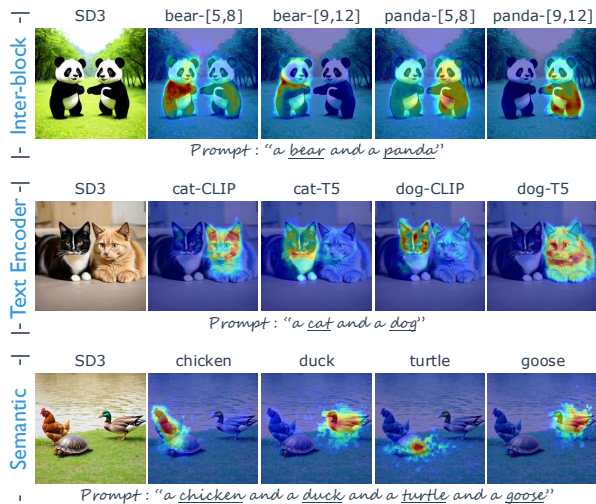 Inter-block
SD3 bear-[5,8] bear-[9,12] panda-[5,8] panda-[9,12]
Prompt : “a bear and a panda”
Text Encoder
SD3 cat-CLIP cat-T5 dog-CLIP dog-T5
Prompt : “a cat and a dog”
Semantic
SD3 chicken duck turtle goose
Prompt : “a chicken and a duck and a turtle and a goose”